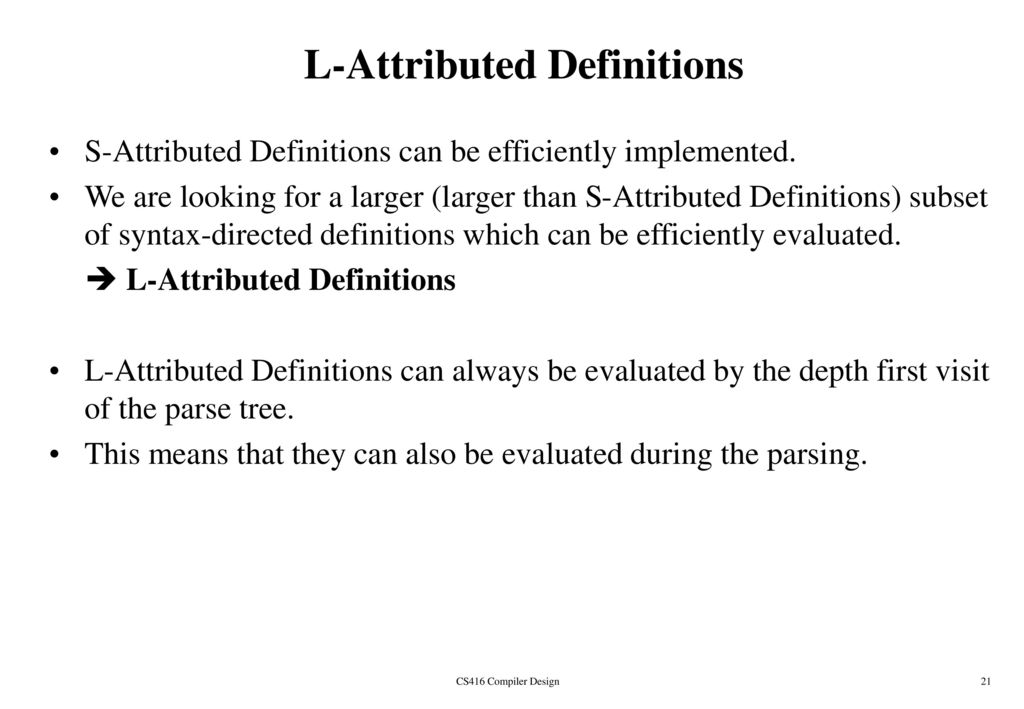 L-Attributed Definitions
• S-Attributed Definitions can be efficiently implemented.
• We are looking for a larger (larger than S-Attributed Definitions) subset
of syntax-directed definitions which can be efficiently evaluated.
➔ L-Attributed Definitions
• L-Attributed Definitions can always be evaluated by the depth first visit
of the parse tree.
• This means that they can also be evaluated during the parsing.
CS416 Compiler Design
21